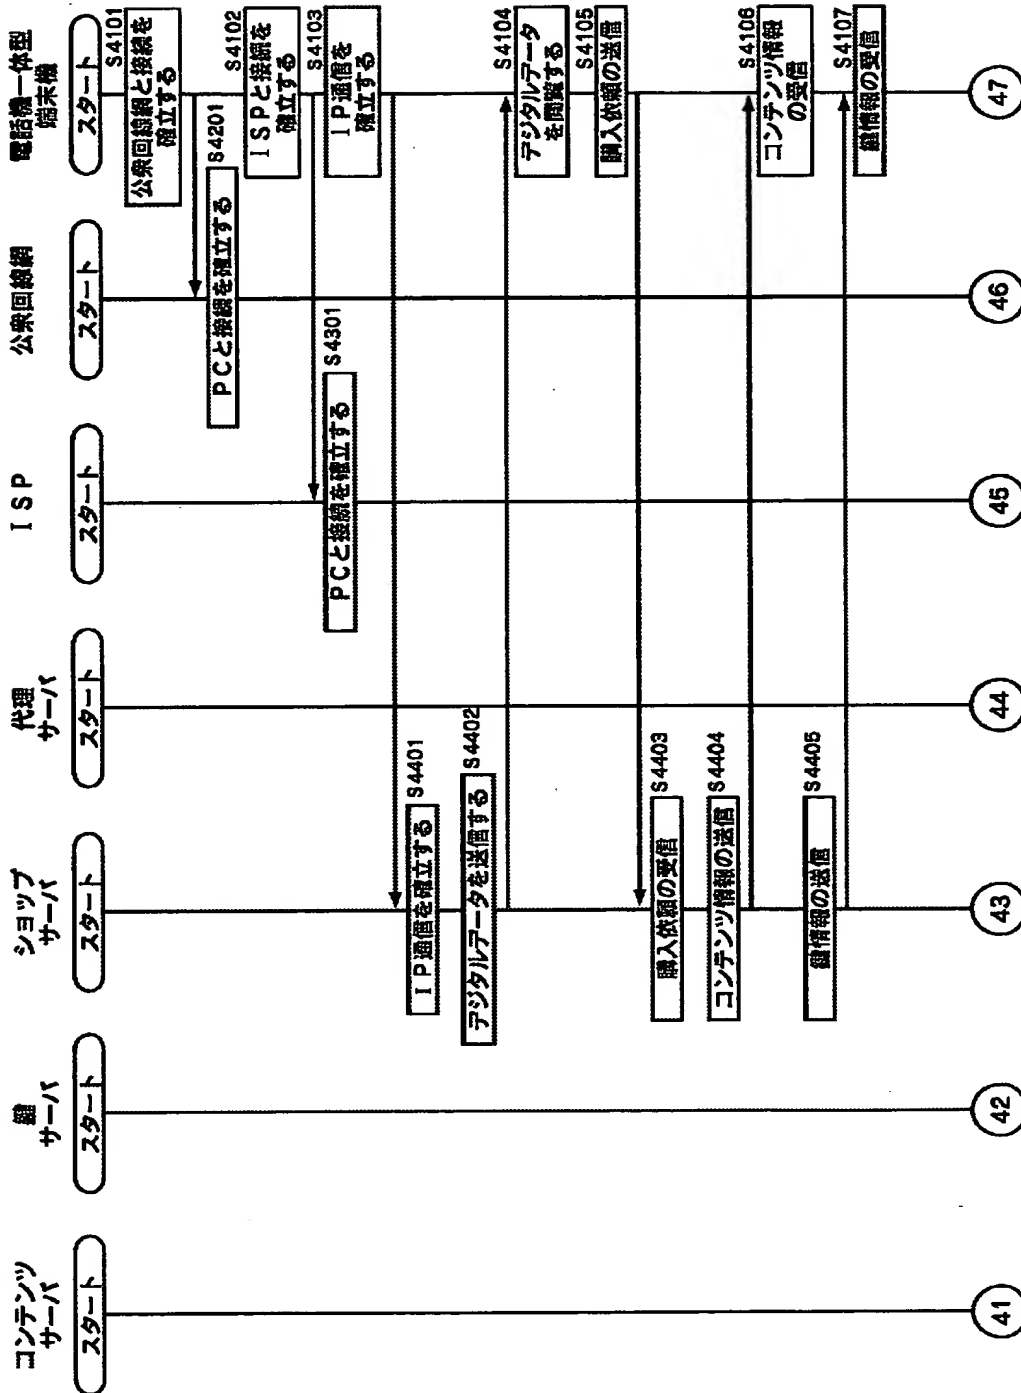 コンテンツ
サーバ
鍵
サーバ
ショップ
サーバ
代理
サーバ
ISP
公衆回線網
電話機一体型
端末機
スタート
スタート
スタート
スタート
スタート
スタート
スタート
S4101
公衆回線網と接続を
確立する
S4201
PCと接続を確立する
S4102
ISPと接続を
確立する
S4301
PCと接続を確立する
S4103
IP通信を
確立する
S4401
IP通信を確立する
S4402
デジタルデータを送信する
S4104
デジタルデータ
を閲覧する
S4105
購入依頼の送信
S4403
購入依頼の受信
S4404
コンテンツ情報の送信
S4106
コンテンツ情報
の受信
S4405
鍵情報の送信
S4107
鍵情報の受信
41
42
43
44
45
46
47